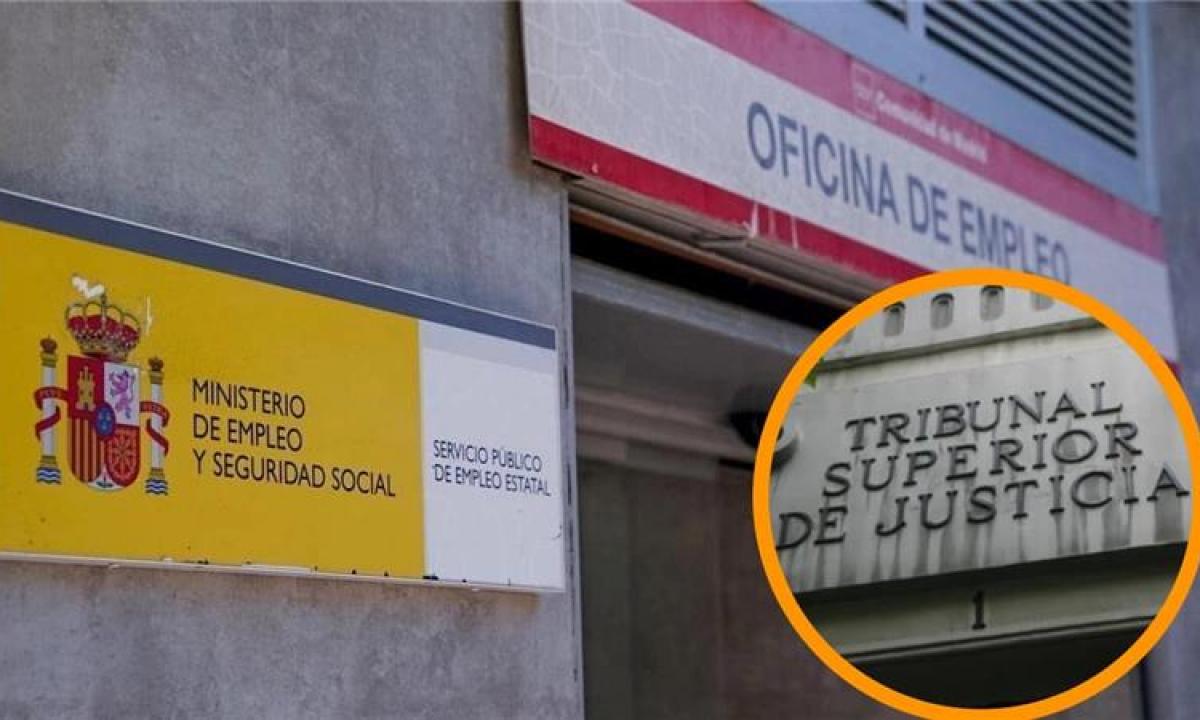 Comunidad de Madrid
OFICINA DE EMPLEO
MINISTERIO
DE EMPLEO
Y SEGURIDAD SOCIAL
SERVICIO PÚBLICO
DE EMPLEO ESTATAL
TRIBUNAL
SUPERIOR
DE JUSTICIA
1